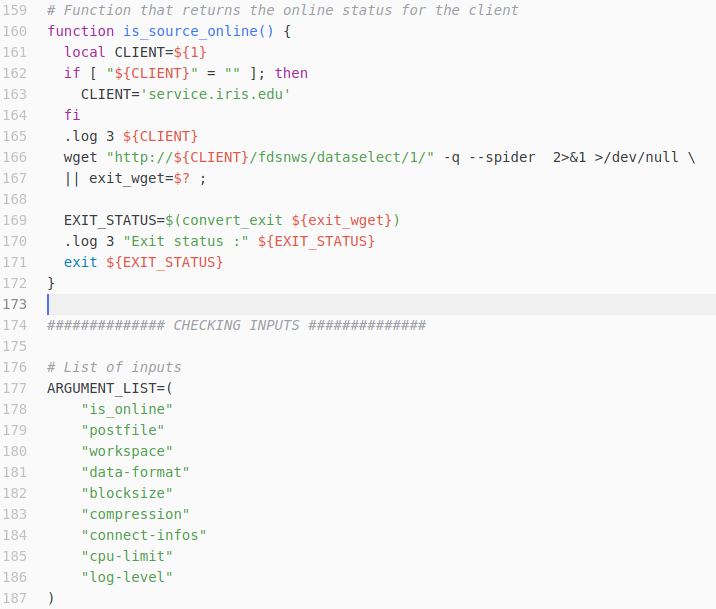 159 # Function that returns the online status for the client
160 function is_source_online() {
161 local CLIENT=${1}
162 if [ "${CLIENT}" = "" ]; then
163 CLIENT='service.iris.edu'
164 fi
165 .log 3 ${CLIENT}
166 wget "http://${CLIENT}/fdsnws/dataselect/1/" -q --spider  2>&1 >/dev/null \
167 || exit_wget=$? ;
168
169 EXIT_STATUS=$(convert_exit ${exit_wget})
170 .log 3 "Exit status :" ${EXIT_STATUS}
171 exit ${EXIT_STATUS}
172 }
173
174 ############## CHECKING INPUTS ##############
175
176 # List of inputs
177 ARGUMENT_LIST=(
178 "is_online"
179 "postfile"
180 "workspace"
181 "data-format"
182 "blocksize"
183 "compression"
184 "connect-infos"
185 "cpu-limit"
186 "log-level"
187 )